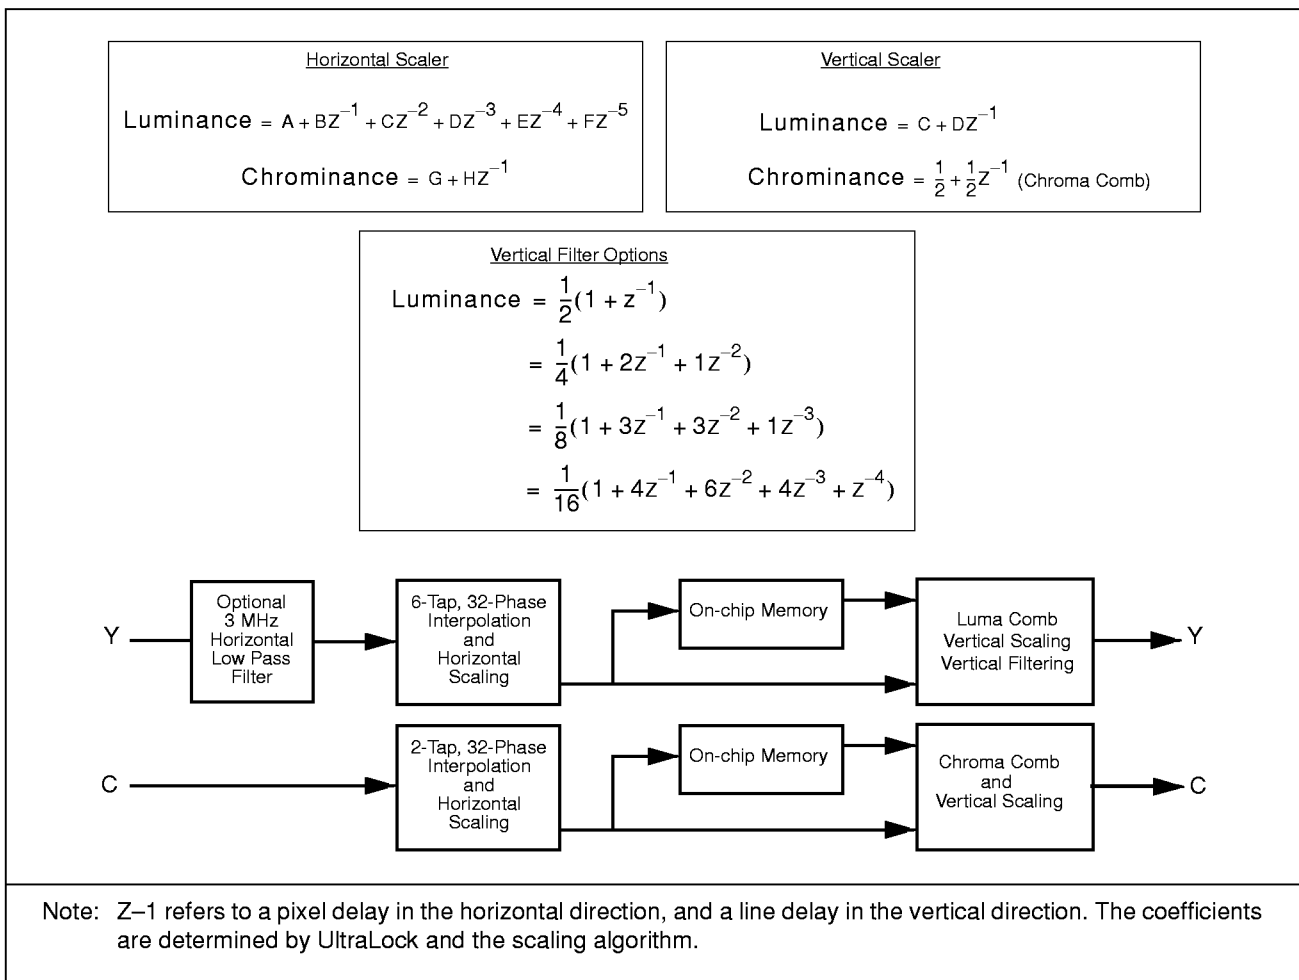 Horizontal Scaler
Luminance = A + BZ⁻¹ + CZ⁻² + DZ⁻³ + EZ⁻⁴ + FZ⁻⁵
Chrominance = G + HZ⁻¹
Vertical Scaler
Luminance = C + DZ⁻¹
Chrominance = 1/2 + 1/2 Z⁻¹ (Chroma Comb)
Vertical Filter Options
Luminance = 1/2 (1 + z⁻¹)
= 1/4 (1 + 2Z⁻¹ + 1Z⁻²)
= 1/8 (1 + 3Z⁻¹ + 3Z⁻² + 1Z⁻³)
= 1/16 (1 + 4Z⁻¹ + 6Z⁻² + 4Z⁻³ + Z⁻⁴)
Y
Optional
3 MHz
Horizontal
Low Pass
Filter
6-Tap, 32-Phase
Interpolation
and
Horizontal
Scaling
On-chip Memory
Luma Comb
Vertical Scaling
Vertical Filtering
Y
C
2-Tap, 32-Phase
Interpolation
and
Horizontal
Scaling
On-chip Memory
Chroma Comb
and
Vertical Scaling
C
Note: Z–1 refers to a pixel delay in the horizontal direction, and a line delay in the vertical direction. The coefficients
are determined by UltraLock and the scaling algorithm.